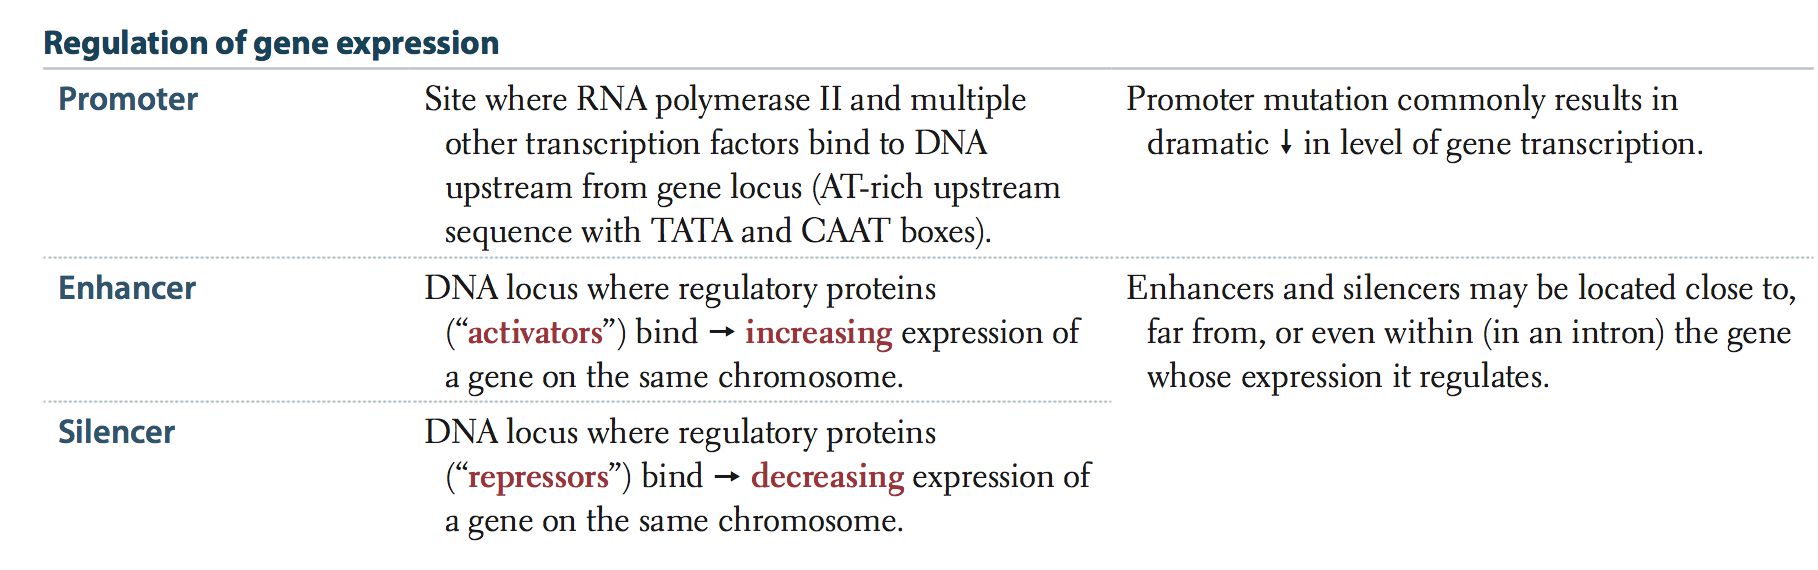 Regulation of gene expression
Promoter
Site where RNA polymerase II and multiple
other transcription factors bind to DNA
upstream from gene locus (AT-rich upstream
sequence with TATA and CAAT boxes).
Promoter mutation commonly results in
dramatic ↓ in level of gene transcription.
Enhancer
DNA locus where regulatory proteins
(“activators”) bind → increasing expression of
a gene on the same chromosome.
Enhancers and silencers may be located close to,
far from, or even within (in an intron) the gene
whose expression it regulates.
Silencer
DNA locus where regulatory proteins
(“repressors”) bind → decreasing expression of
a gene on the same chromosome.